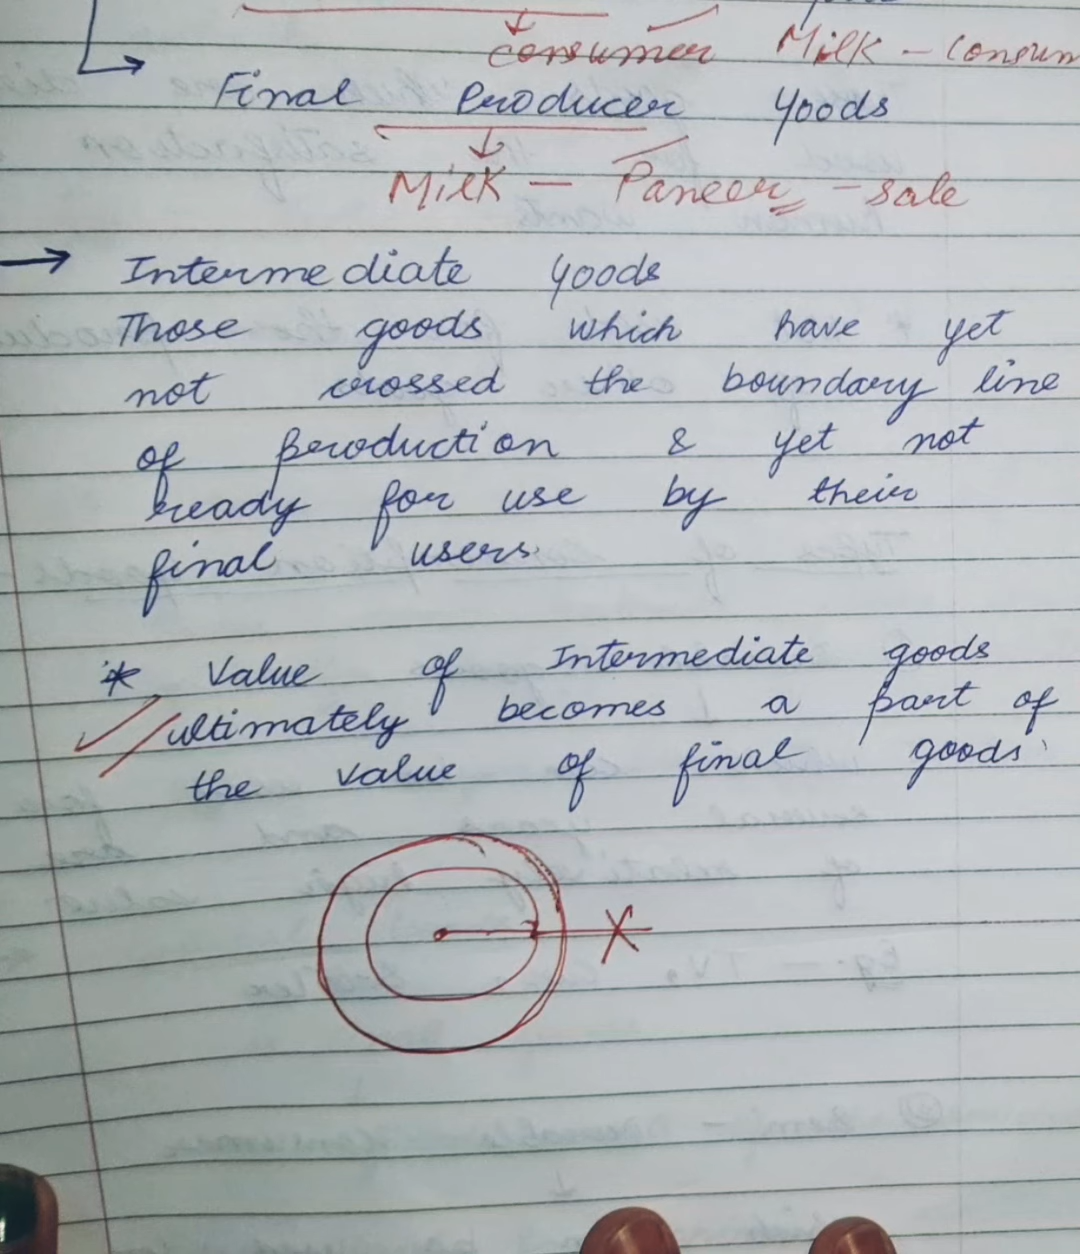 consumer Milk - Consum
Final Producer Goods
Milk - Paneer - sale
→ Intermediate Goods
Those goods which have yet
not crossed the boundary line
of production & yet not
ready for use by their
final users.
* Value of Intermediate goods
ultimately becomes a part of
the value of final goods